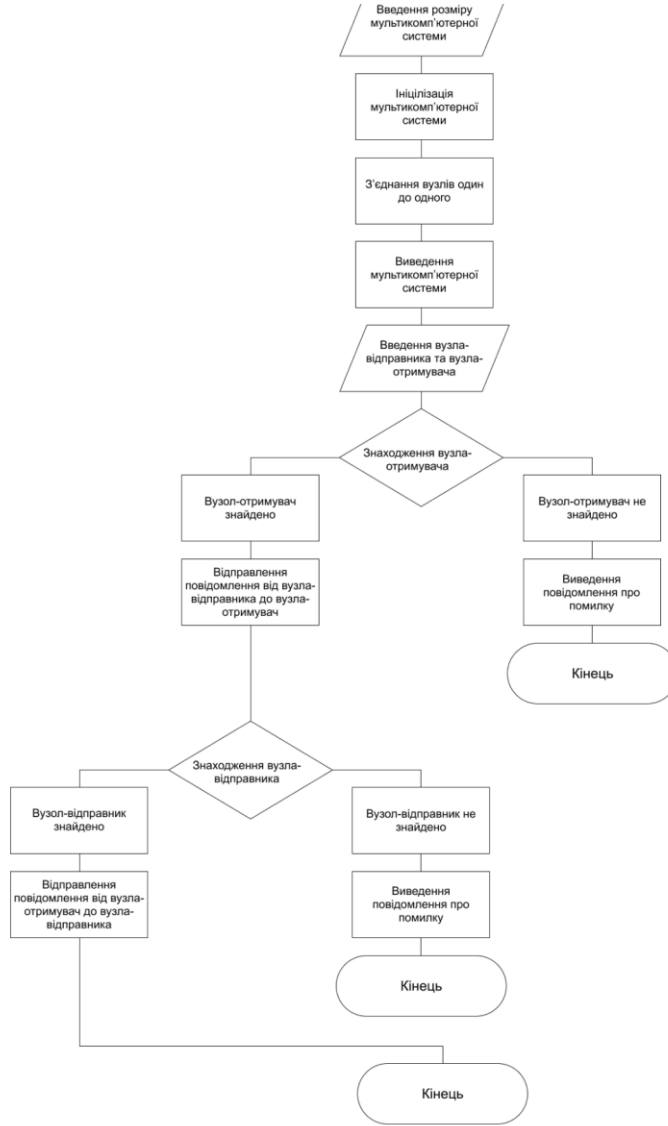 Введення розміру
мультикомп'ютерної
системи
Ініцілізація
мультикомп'ютерної
системи
З'єднання вузлів один
до одного
Виведення
мультикомп'ютерної
системи
Введення вузла-
відправника та вузла-
отримувача
Знаходження вузла-
отримувача
Вузол-отримувач
знайдено
Вузол-отримувач не
знайдено
Відправлення
повідомлення від вузла-
відправника до вузла-
отримувач
Виведення
повідомлення про
помилку
Кінець
Знаходження вузла-
відправника
Вузол-відправник
знайдено
Вузол-відправник не
знайдено
Відправлення
повідомлення від вузла-
отримувач до вузла-
відправника
Виведення
повідомлення про
помилку
Кінець
Кінець